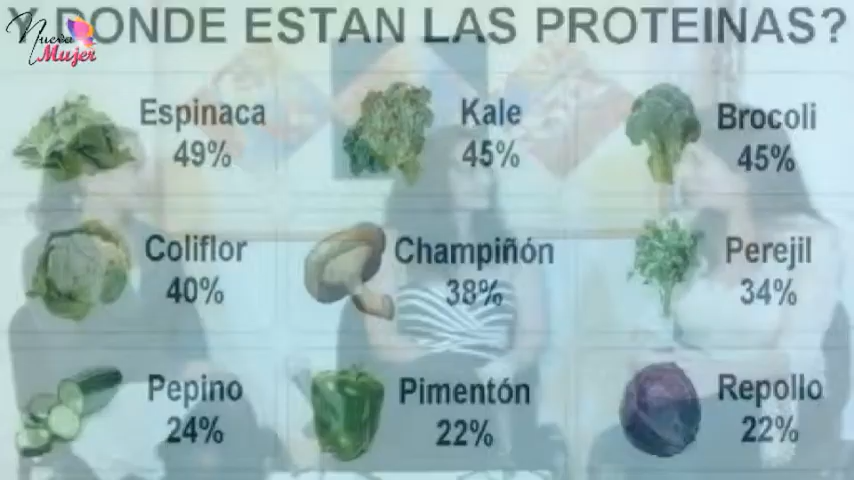 Y DONDE ESTAN LAS PROTEINAS?
Nueva
Mujer
Espinaca
49%
Kale
45%
Brocoli
45%
Coliflor
40%
Champiñón
38%
Perejil
34%
Pepino
24%
Pimentón
22%
Repollo
22%